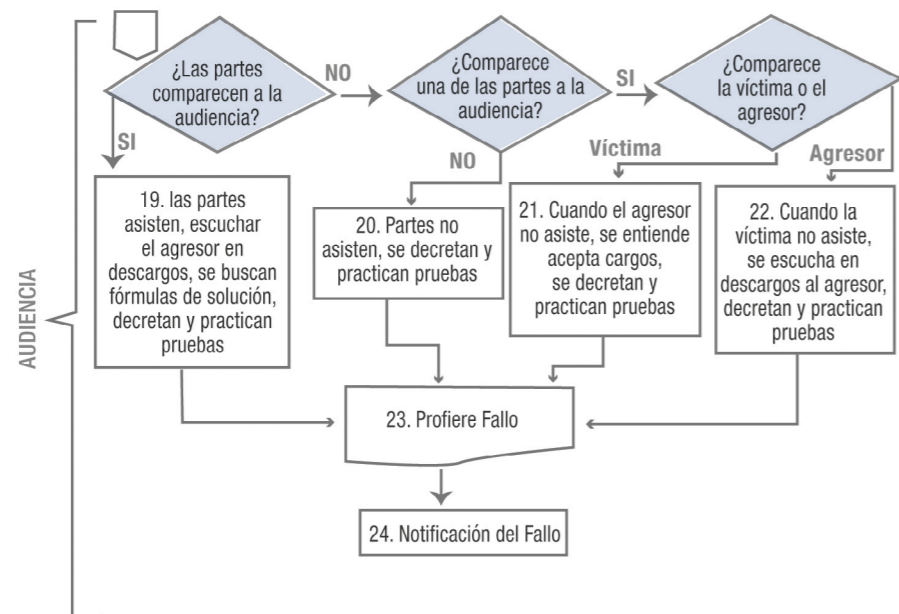 AUDIENCIA
¿Las partes
comparecen a la
audiencia?
NO
¿Comparece
una de las partes a la
audiencia?
SI
¿Comparece
la víctima o el
agresor?
SI
NO
Víctima
Agresor
19. las partes
asisten, escuchar
el agresor en
descargos, se buscan
fórmulas de solución,
decretan y practican
pruebas
20. Partes no
asisten, se decretan y
practican pruebas
21. Cuando el agresor
no asiste, se entiende
acepta cargos,
se decretan y
practican pruebas
22. Cuando la
víctima no asiste,
se escucha en
descargos al agresor,
decretan y practican
pruebas
23. Profiere Fallo
24. Notificación del Fallo